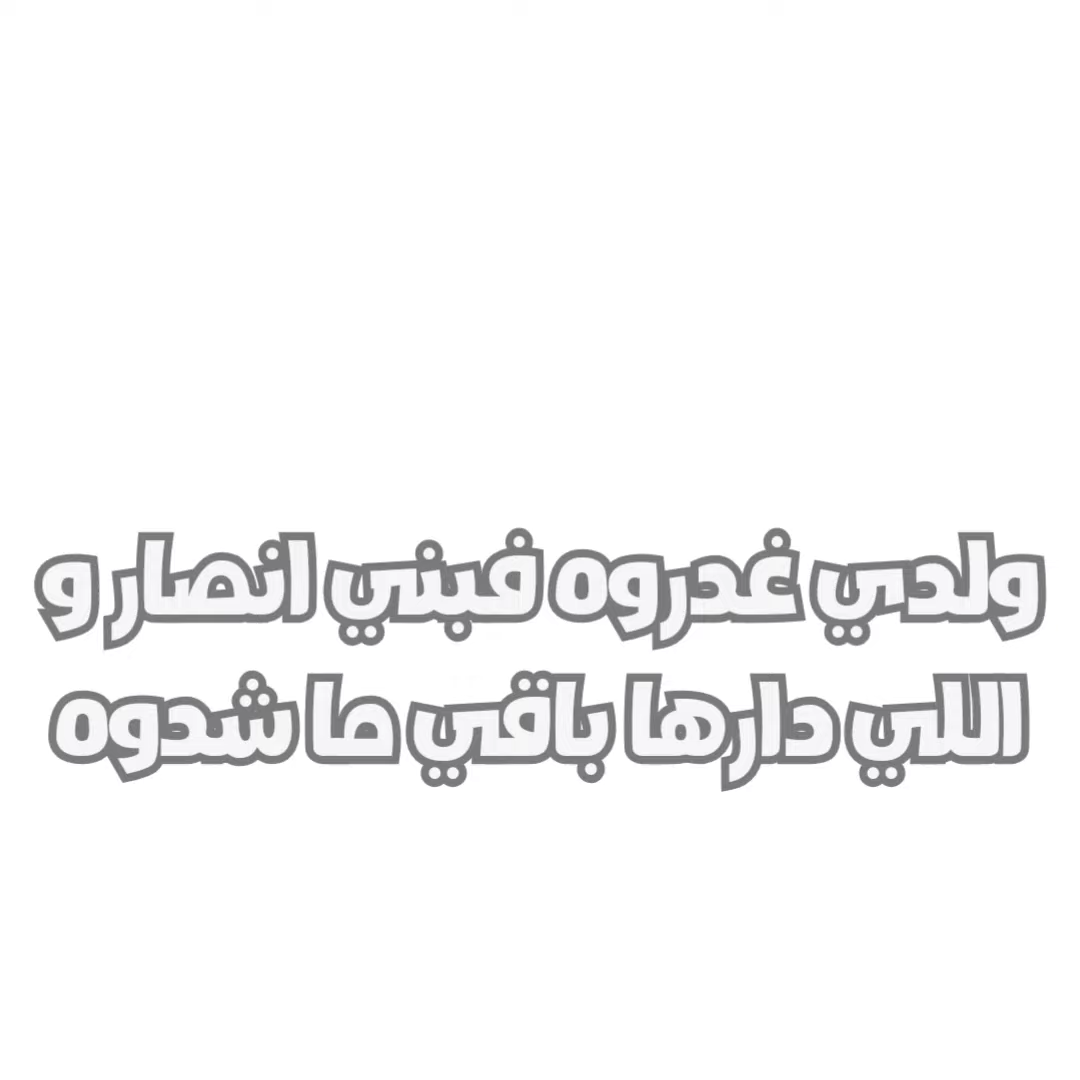 ولدي غدروه فبني انصار و
اللي دارها باقي ما شدوه